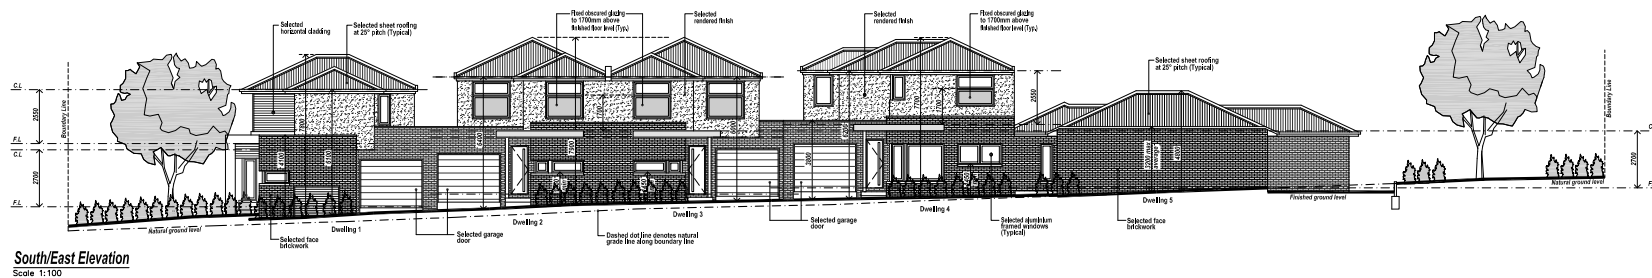 Selected
horizontal cladding
Selected sheet roofing
at 25° pitch (Typical)
Fixed obscured glazing
to 1700mm above
finished floor level (Typ.)
Selected
rendered finish
Selected
rendered finish
Fixed obscured glazing
to 1700mm above
finished floor level (Typ.)
Selected sheet roofing
at 25° pitch (Typical)
Boundary Line
Boundary Line
C.L
2550
F.L
C.L
2700
F.L
2550
2700
Natural ground level
Selected face
brickwork
Dwelling 1
Selected garage
door
Dwelling 2
Dashed dot line denotes natural
grade line along boundary line
Dwelling 3
Selected garage
door
Dwelling 4
Selected aluminium
framed windows
(Typical)
Selected face
brickwork
Dwelling 5
Finished ground level
Natural ground level
South/East Elevation
Scale 1:100